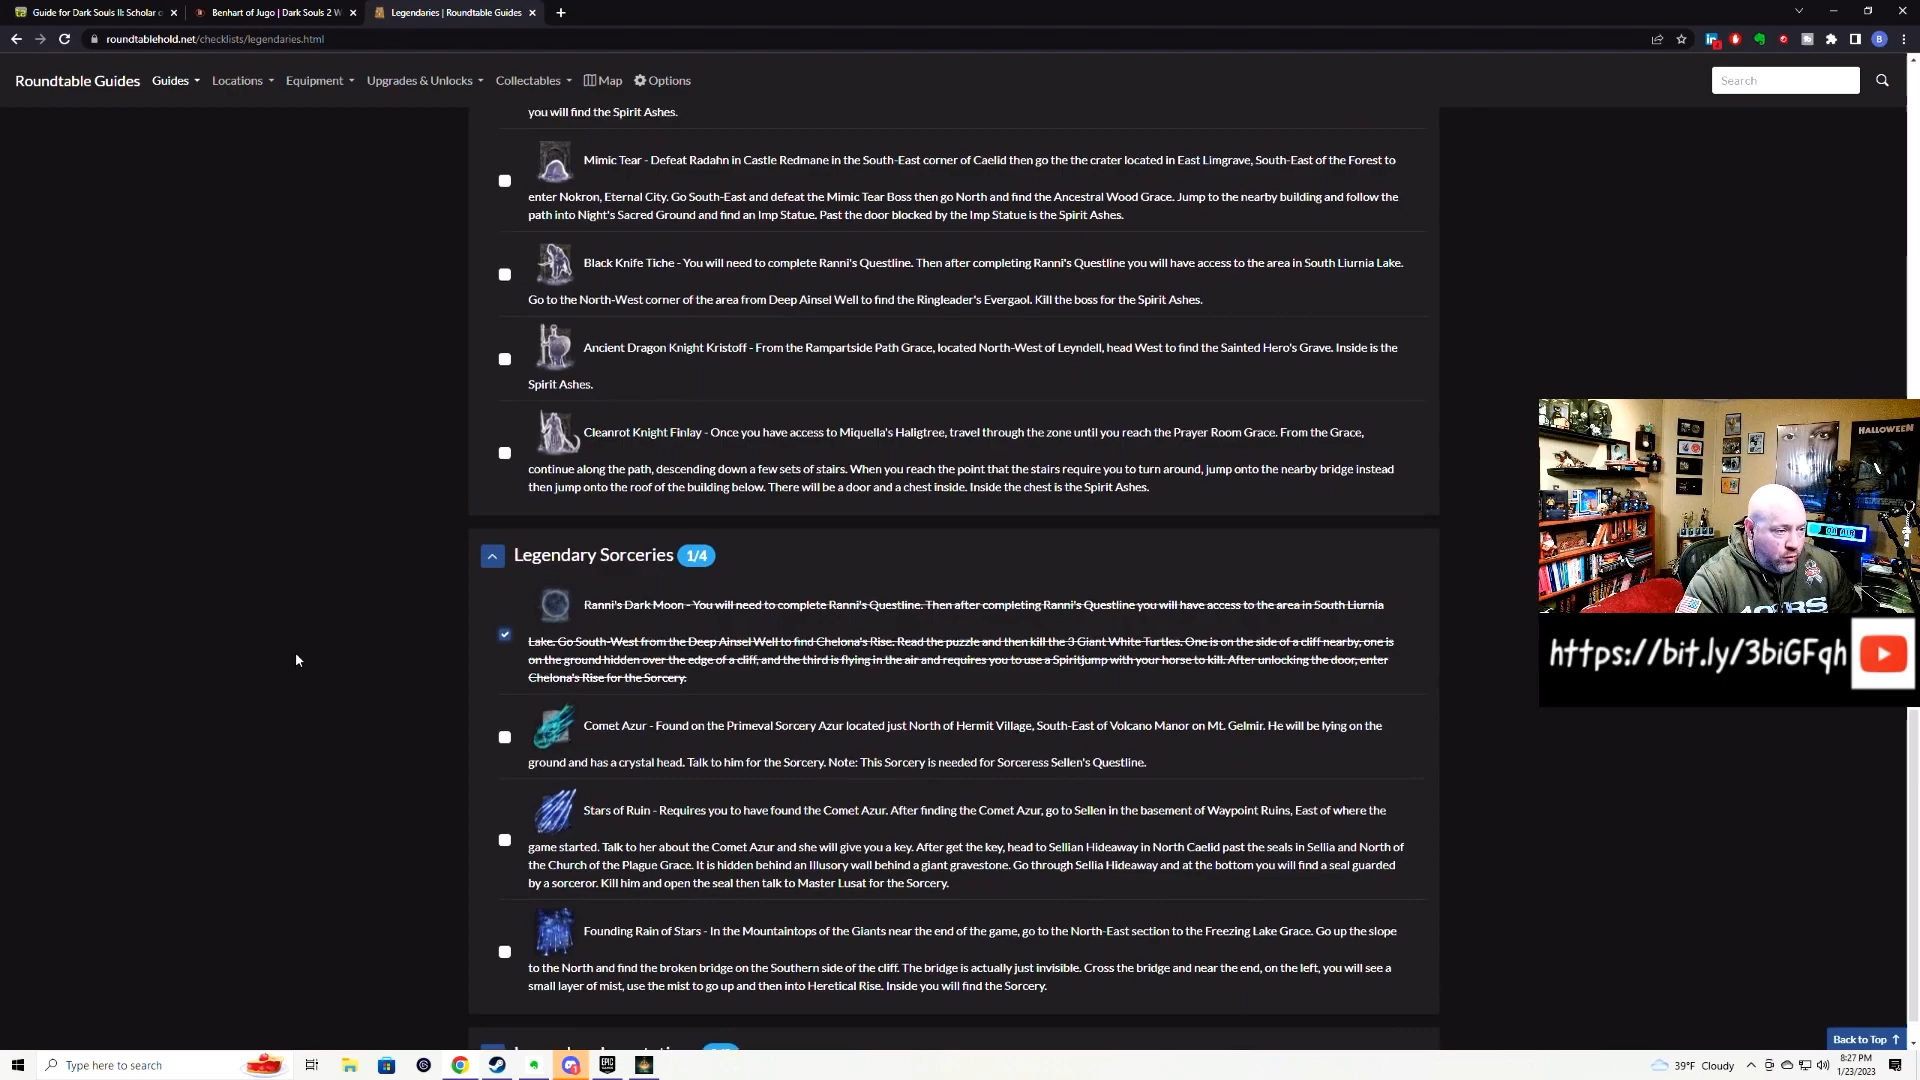 Guide for Dark Souls II: Scholar o
Benhart of Jugo | Dark Souls 2 W
Legendaries | Roundtable Guides
roundtablehold.net/checklists/legendaries.html
Roundtable Guides Guides Locations Equipment Upgrades & Unlocks Collectables Map Options Search
you will find the Spirit Ashes.
Mimic Tear - Defeat Radahn in Castle Redmane in the South-East corner of Caelid then go the the crater located in East Limgrave, South-East of the Forest to
enter Nokron, Eternal City. Go South-East and defeat the Mimic Tear Boss then go North and find the Ancestral Wood Grace. Jump to the nearby building and follow the
path into Night's Sacred Ground and find an Imp Statue. Past the door blocked by the Imp Statue is the Spirit Ashes.
Black Knife Tiche - You will need to complete Ranni's Questline. Then after completing Ranni's Questline you will have access to the area in South Liurnia Lake.
Go to the North-West corner of the area from Deep Ainsel Well to find the Ringleader's Evergaol. Kill the boss for the Spirit Ashes.
Ancient Dragon Knight Kristoff - From the Rampartside Path Grace, located North-West of Leyndell, head West to find the Sainted Hero's Grave. Inside is the
Spirit Ashes.
Cleanrot Knight Finlay - Once you have access to Miquella's Haligtree, travel through the zone until you reach the Prayer Room Grace. From the Grace,
continue along the path, descending down a few sets of stairs. When you reach the point that the stairs require you to turn around, jump onto the nearby bridge instead
then jump onto the roof of the building below. There will be a door and a chest inside. Inside the chest is the Spirit Ashes.
Legendary Sorceries 1/4
Ranni's Dark Moon - You will need to complete Ranni's Questline. Then after completing Ranni's Questline you will have access to the area in South Liurnia
Lake. Go South-West from the Deep Ainsel Well to find Chelona's Rise. Read the puzzle and then kill the 3 Giant White Turtles. One is on the side of a cliff nearby, one is
on the ground hidden over the edge of a cliff, and the third is flying in the air and requires you to use a Spiritjump with your horse to kill. After unlocking the door, enter
Chelona's Rise for the Sorcery.
Comet Azur - Found on the Primeval Sorcery Azur located just North of Hermit Village, South-East of Volcano Manor on Mt. Gelmir. He will be lying on the
ground and has a crystal head. Talk to him for the Sorcery. Note: This Sorcery is needed for Sorceress Sellen's Questline.
Stars of Ruin - Requires you to have found the Comet Azur. After finding the Comet Azur, go to Sellen in the basement of Waypoint Ruins, East of where the
game started. Talk to her about the Comet Azur and she will give you a key. After get the key, head to Sellian Hideaway in North Caelid past the seals in Sellia and North of
the Church of the Plague Grace. It is hidden behind an Illusory wall behind a giant gravestone. Go through Sellia Hideaway and at the bottom you will find a seal guarded
by a sorceror. Kill him and open the seal then talk to Master Lusat for the Sorcery.
Founding Rain of Stars - In the Mountaintops of the Giants near the end of the game, go to the North-East section to the Freezing Lake Grace. Go up the slope
to the North and find the broken bridge on the Southern side of the cliff. The bridge is actually just invisible. Cross the bridge and near the end, on the left, you will see a
small layer of mist, use the mist to go up and then into Heretical Rise. Inside you will find the Sorcery.
HALLOWEEN
ON AIR
https://bit.ly/3biGFqh
Back to Top
Type here to search
39°F Cloudy
8:27 PM
1/23/2023